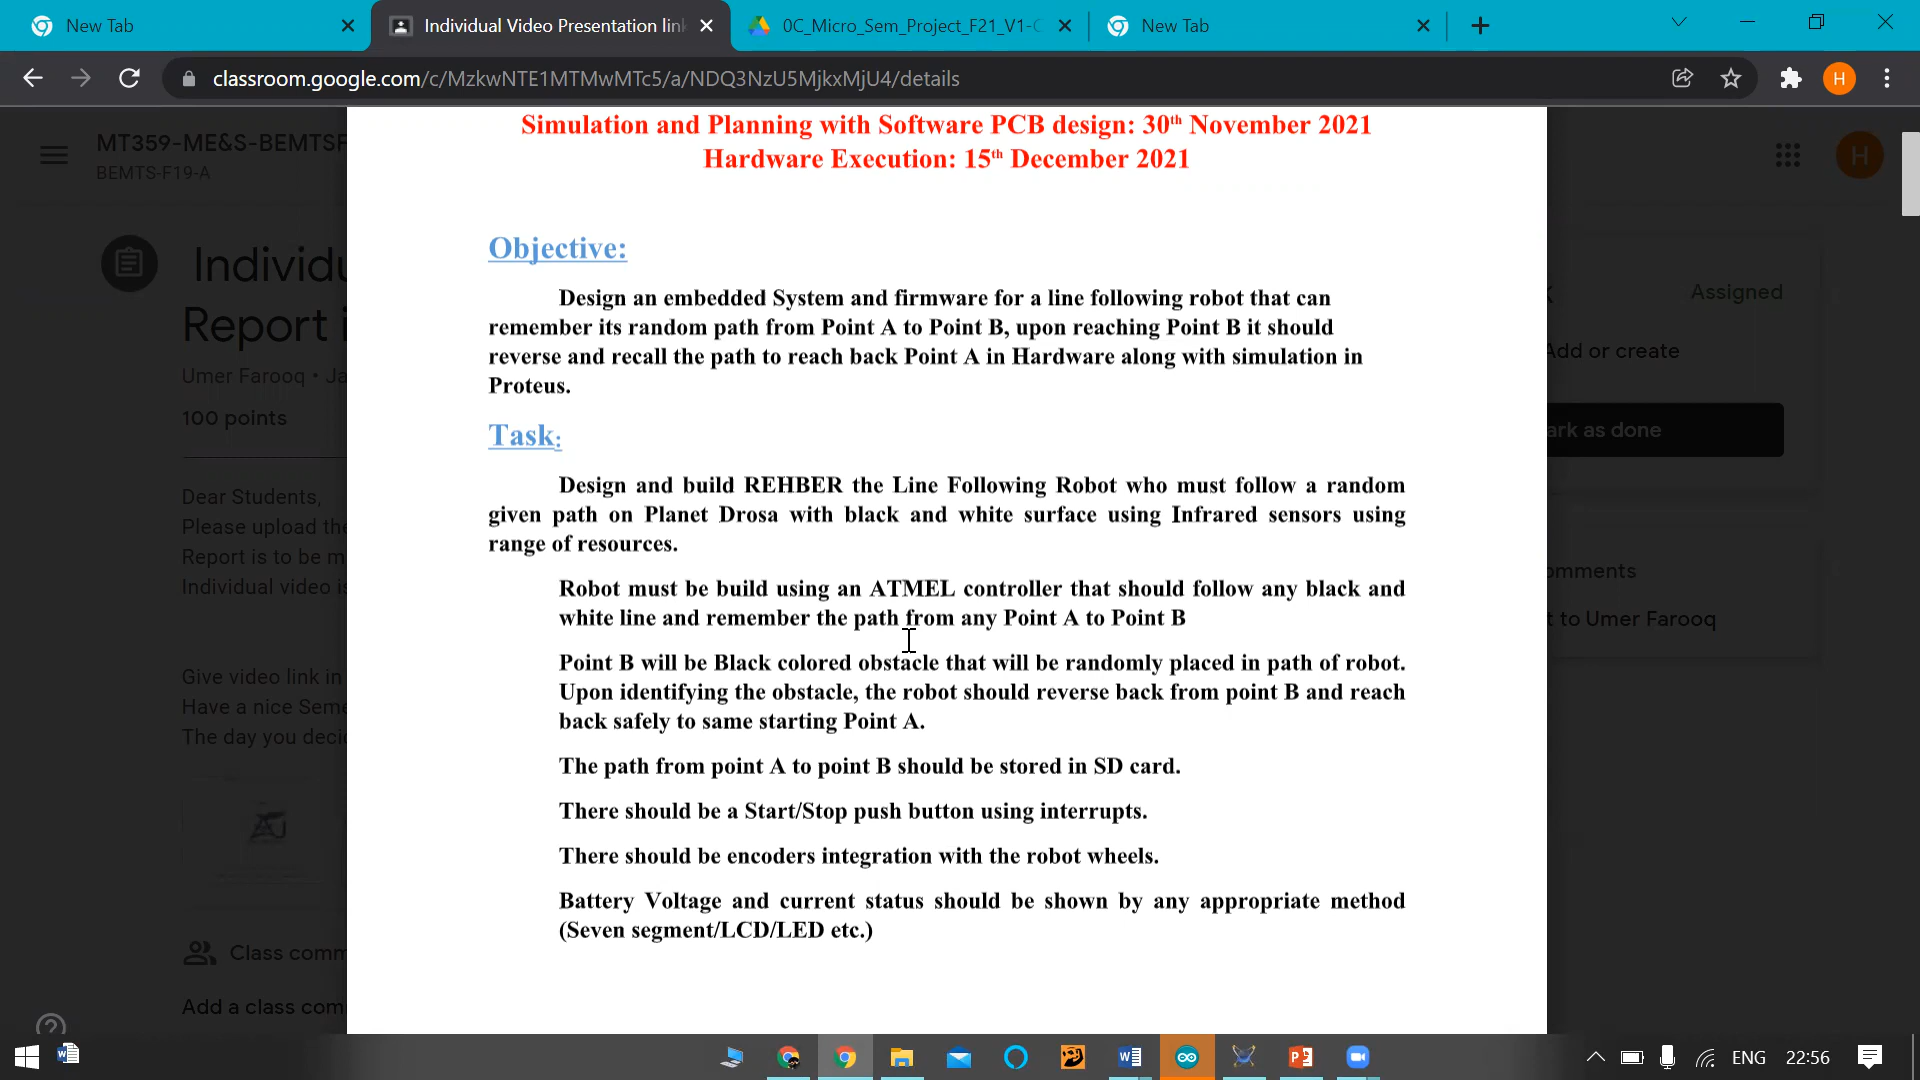 New Tab
Individual Video Presentation link
0C_Micro_Sem_Project_F21_V1-C
New Tab
classroom.google.com/c/MzkwNTE1MTMwMTc5/a/NDQ3NzU5MjkxMjU4/details
H
MT359-ME&S-BEMTSF
BEMTS-F19-A
H
Simulation and Planning with Software PCB design: 30th November 2021
Hardware Execution: 15th December 2021
Individu
Report i
Umer Farooq • Ja
100 points
Assigned
Add or create
ark as done
Objective:
Design an embedded System and firmware for a line following robot that can
remember its random path from Point A to Point B, upon reaching Point B it should
reverse and recall the path to reach back Point A in Hardware along with simulation in
Proteus.
Task:
Design and build REHBER the Line Following Robot who must follow a random
given path on Planet Drosa with black and white surface using Infrared sensors using
range of resources.
Robot must be build using an ATMEL controller that should follow any black and
white line and remember the path from any Point A to Point B
Point B will be Black colored obstacle that will be randomly placed in path of robot.
Upon identifying the obstacle, the robot should reverse back from point B and reach
back safely to same starting Point A.
The path from point A to point B should be stored in SD card.
There should be a Start/Stop push button using interrupts.
There should be encoders integration with the robot wheels.
Battery Voltage and current status should be shown by any appropriate method
(Seven segment/LCD/LED etc.)
Dear Students,
Please upload the
Report is to be m
Individual video is
Give video link in
Have a nice Seme
The day you deci
omments
t to Umer Farooq
Class comm
Add a class com
ENG
22:56